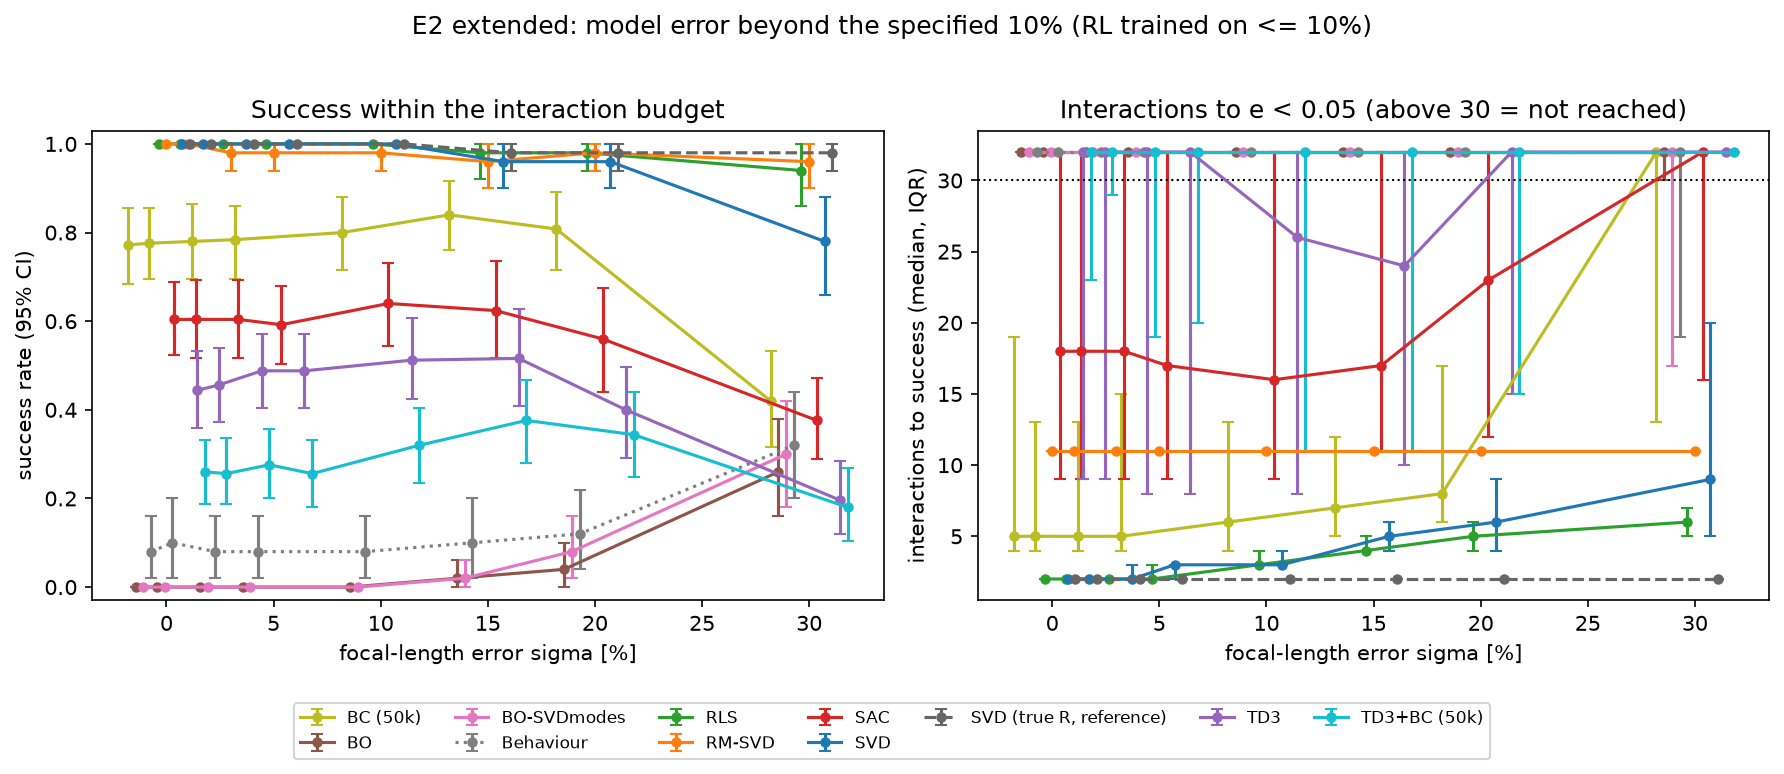 E2 extended: model error beyond the specified 10% (RL trained on <= 10%)
Success within the interaction budget
Interactions to e < 0.05 (above 30 = not reached)
success rate (95% CI)
1.0
0.8
0.6
0.4
0.2
0.0
0 5 10 15 20 25 30
focal-length error sigma [%]
interactions to success (median, IQR)
30
25
20
15
10
5
0 5 10 15 20 25 30
focal-length error sigma [%]
BC (50k) BO-SVDmodes RLS SAC SVD (true R, reference) TD3 TD3+BC (50k)
BO Behaviour RM-SVD SVD